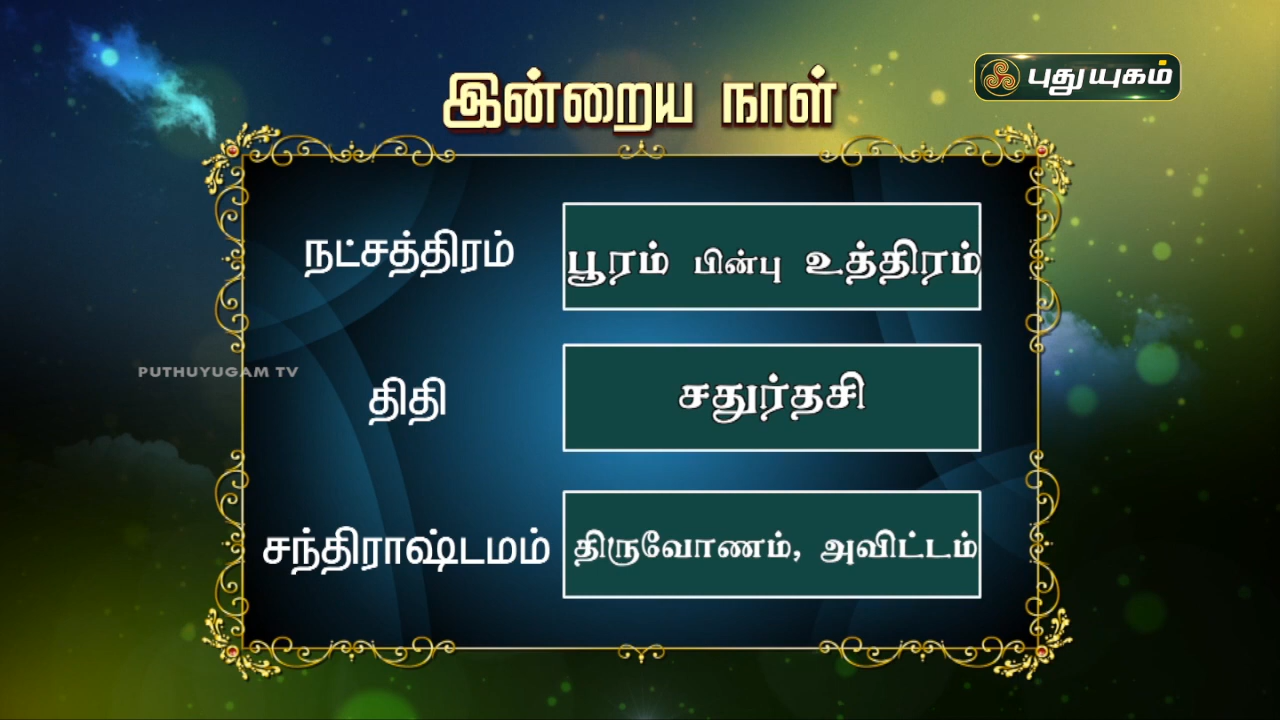 இன்றைய நாள்
புதுயுகம்
நட்சத்திரம்
பூரம் பின்பு உத்திரம்
PUTHUYUGAM TV
திதி
சதுர்தசி
சந்திராஷ்டமம்
திருவோணம், அவிட்டம்